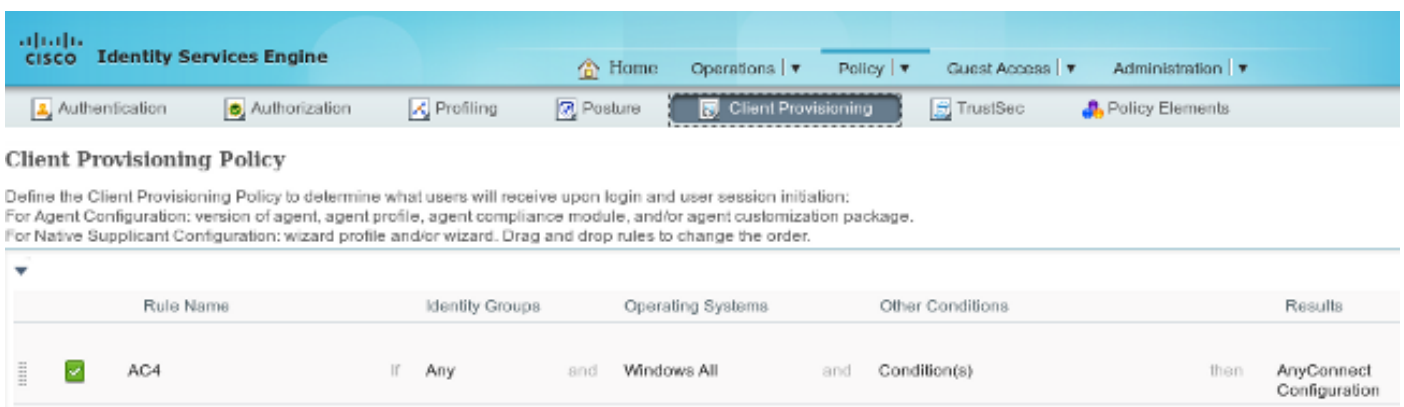 CISCO Identity Services Engine
Home Operations | ▼ Policy | ▼ Guest Access | ▼ Administration | ▼
Authentication Authorization Profiling Posture Client Provisioning TrustSec Policy Elements
Client Provisioning Policy
Define the Client Provisioning Policy to determine what users will receive upon login and user session initiation:
For Agent Configuration: version of agent, agent profile, agent compliance module, and/or agent customization package.
For Native Supplicant Configuration: wizard profile and/or wizard. Drag and drop rules to change the order.
Rule Name Identity Groups Operating Systems Other Conditions Results
AC4 If Any and Windows All and Condition(s) then AnyConnect
Configuration